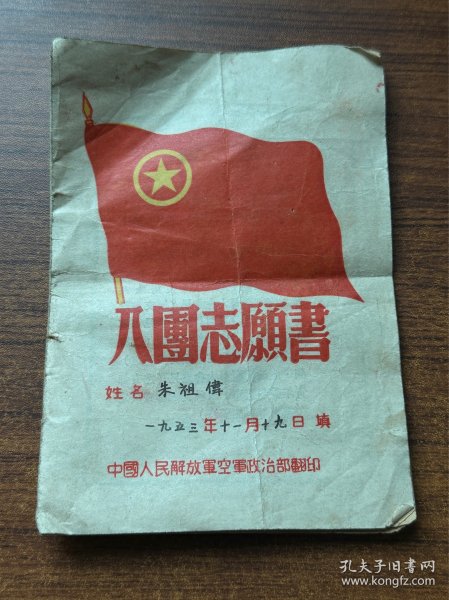 入團志願書
姓名 朱祖偉
一九五三年十一月十九日 填
中國人民解放軍空軍政治部翻印
孔夫子旧书网
www.kongfz.com